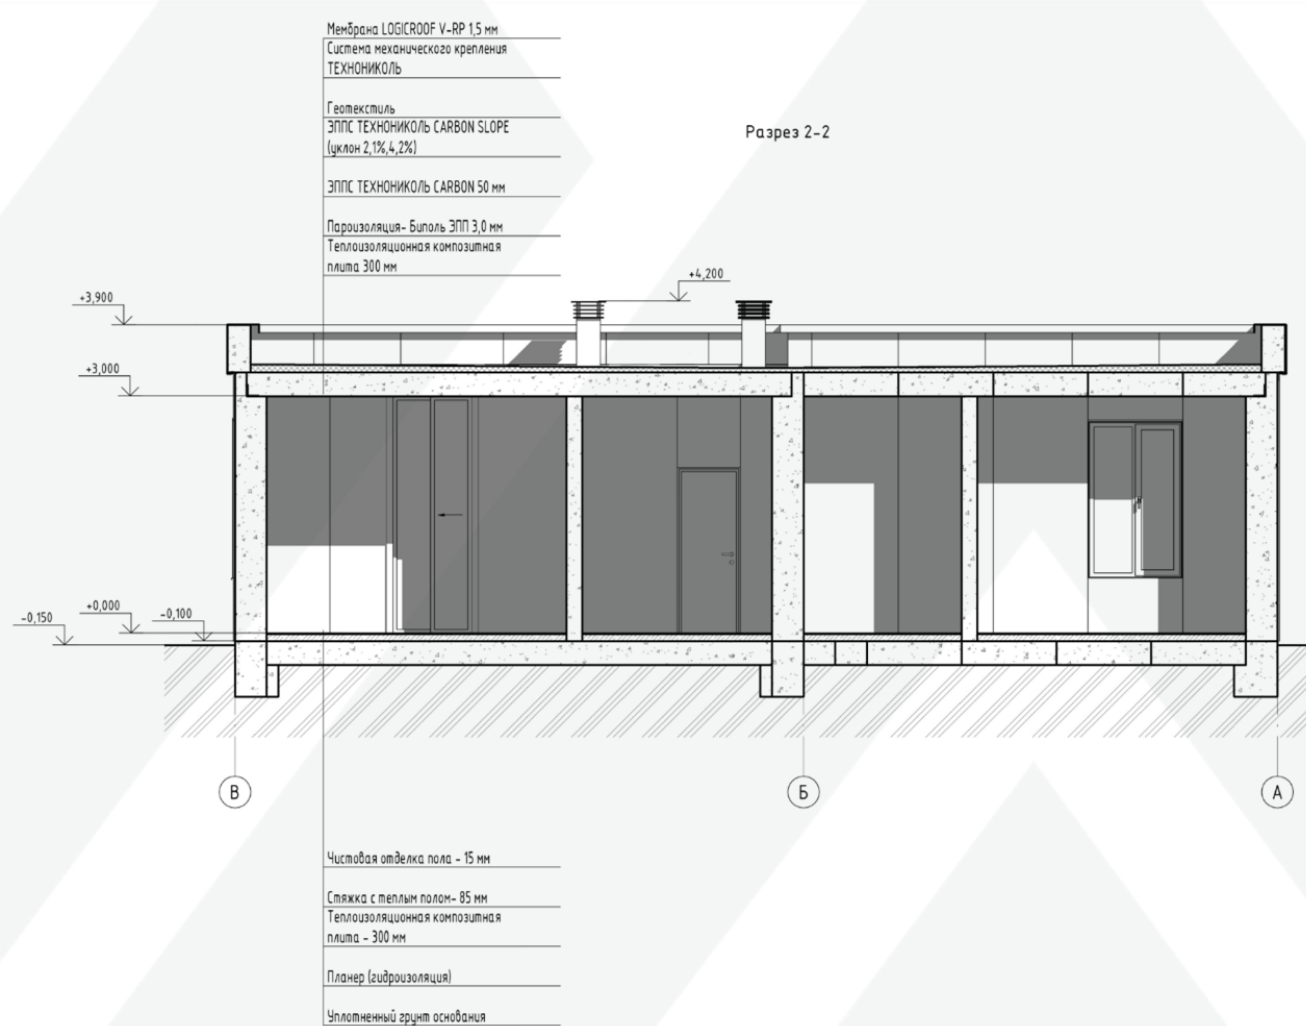 Мембрана LOGICROOF V-RP 1,5 мм
Система механического крепления
ТЕХНОНИКОЛЬ
Геотекстиль
ЭППС ТЕХНОНИКОЛЬ CARBON SLOPE
(уклон 2,1%,4,2%)
ЭППС ТЕХНОНИКОЛЬ CARBON 50 мм
Пароизоляция- Биполь ЭПП 3,0 мм
Теплоизоляционная композитная
плита 300 мм
Разрез 2-2
+4,200
+3,900
+3,000
+0,000
-0,100
-0,150
В
Б
А
Чистовая отделка пола - 15 мм
Стяжка с теплым полом- 85 мм
Теплоизоляционная композитная
плита - 300 мм
Планер (гидроизоляция)
Уплотненный грунт основания